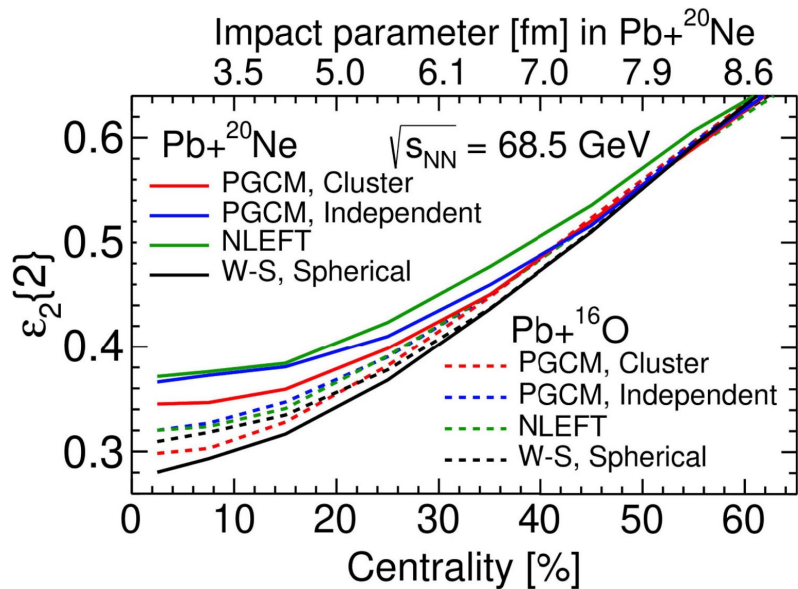 Impact parameter [fm] in Pb+²⁰Ne
3.5 5.0 6.1 7.0 7.9 8.6
Pb+²⁰Ne √sNN = 68.5 GeV
PGCM, Cluster
PGCM, Independent
NLEFT
W-S, Spherical
Pb+¹⁶O
PGCM, Cluster
PGCM, Independent
NLEFT
W-S, Spherical
ε₂{2}
0.6
0.5
0.4
0.3
0 10 20 30 40 50 60
Centrality [%]